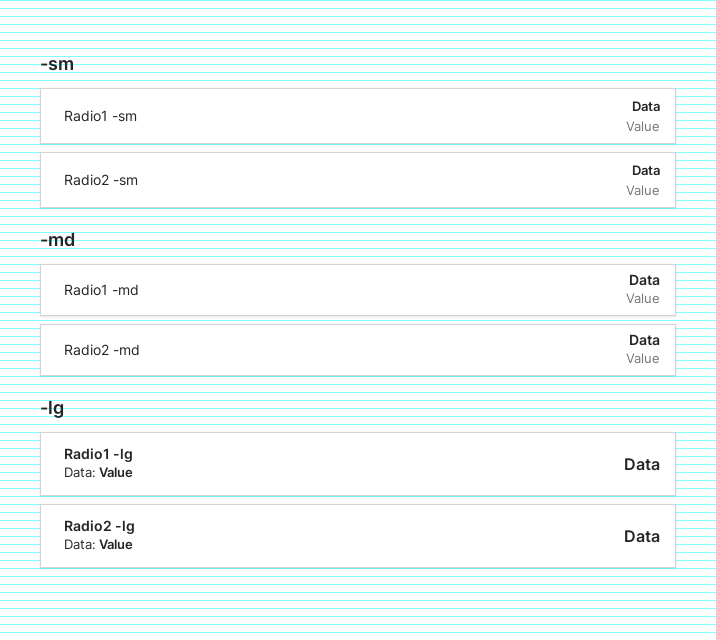 -sm
Radio1 -sm
Data
Value
Radio2 -sm
Data
Value
-md
Radio1 -md
Data
Value
Radio2 -md
Data
Value
-lg
Radio1 -lg
Data: Value
Data
Radio2 -lg
Data: Value
Data